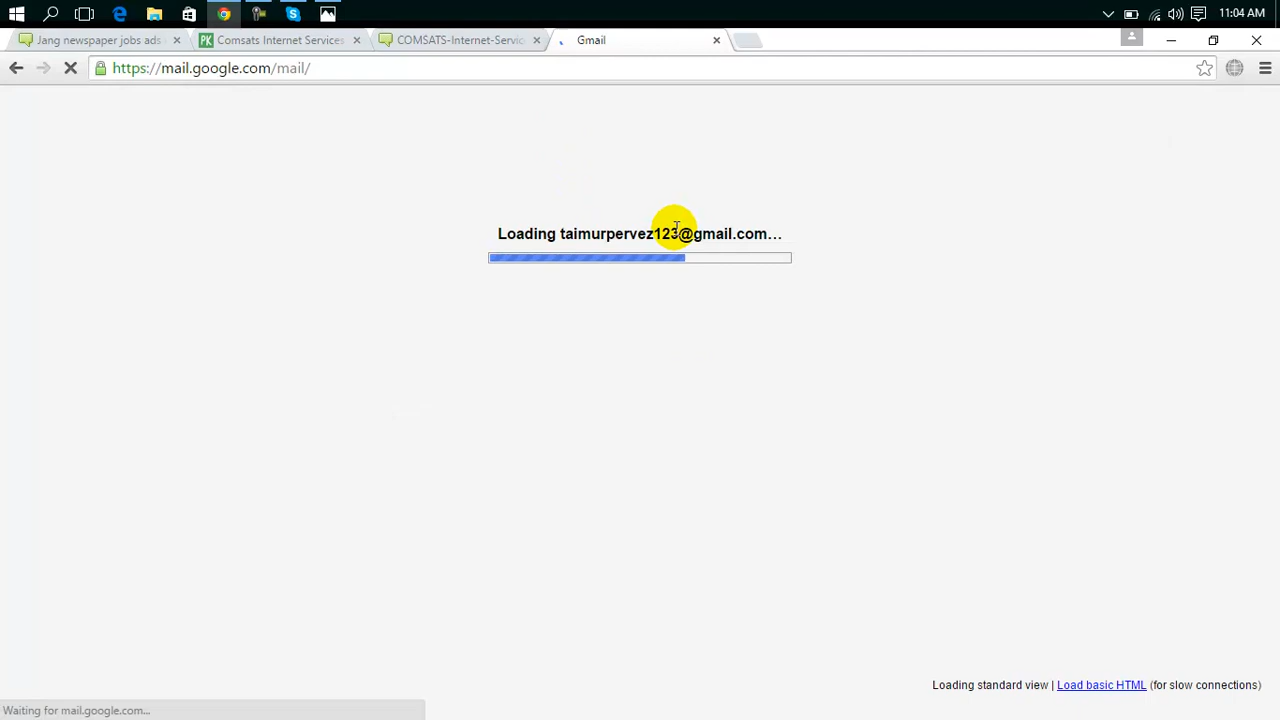 11:04 AM
Jang newspaper jobs ads
Comsats Internet Services
COMSATS-Internet-Servic
Gmail
https://mail.google.com/mail/
Loading taimurpervez123@gmail.com...
Loading standard view | Load basic HTML (for slow connections)
Waiting for mail.google.com...